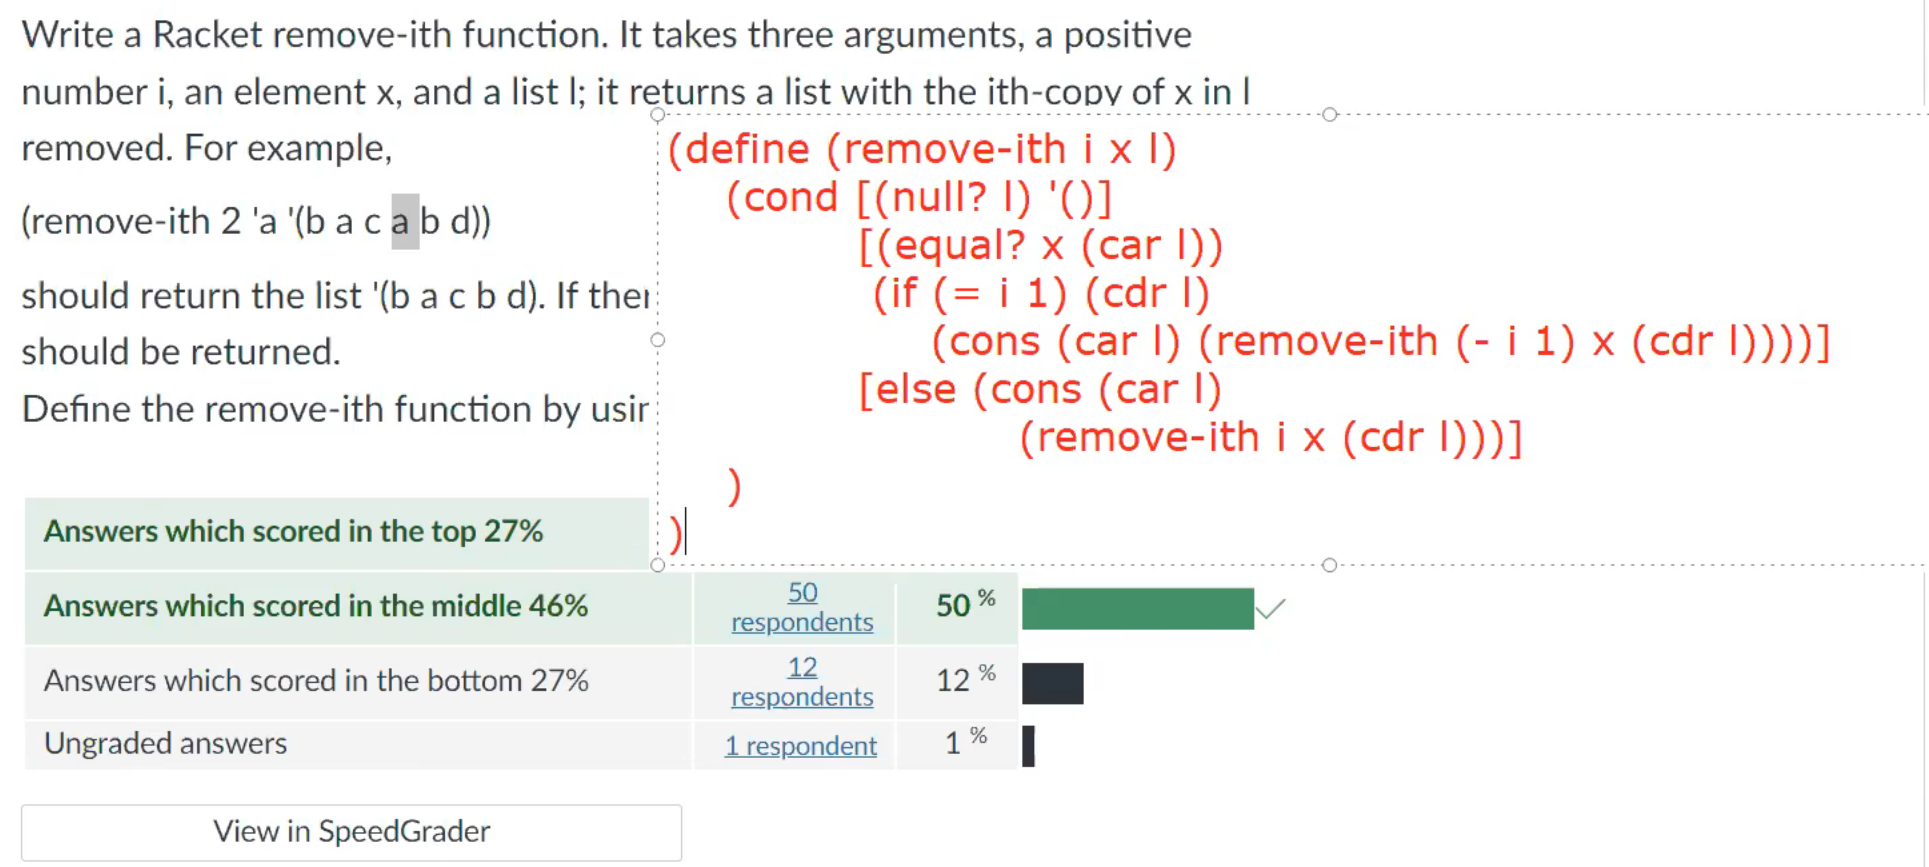 Write a Racket remove-ith function. It takes three arguments, a positive
number i, an element x, and a list l; it returns a list with the ith-copy of x in l
removed. For example,
(remove-ith 2 'a '(b a c a b d))
should return the list '(b a c b d). If
should be returned.
Define the remove-ith function by
(define (remove-ith i x l)
(cond [(null? l) '()]
[(equal? x (car l))
(if (= i 1) (cdr l)
(cons (car l) (remove-ith (- i 1) x (cdr l))))]
[else (cons (car l)
(remove-ith i x (cdr l)))]
)
)
Answers which scored in the top 27%
Answers which scored in the middle 46% 50 respondents 50 %
Answers which scored in the bottom 27% 12 respondents 12 %
Ungraded answers 1 respondent 1 %
View in SpeedGrader